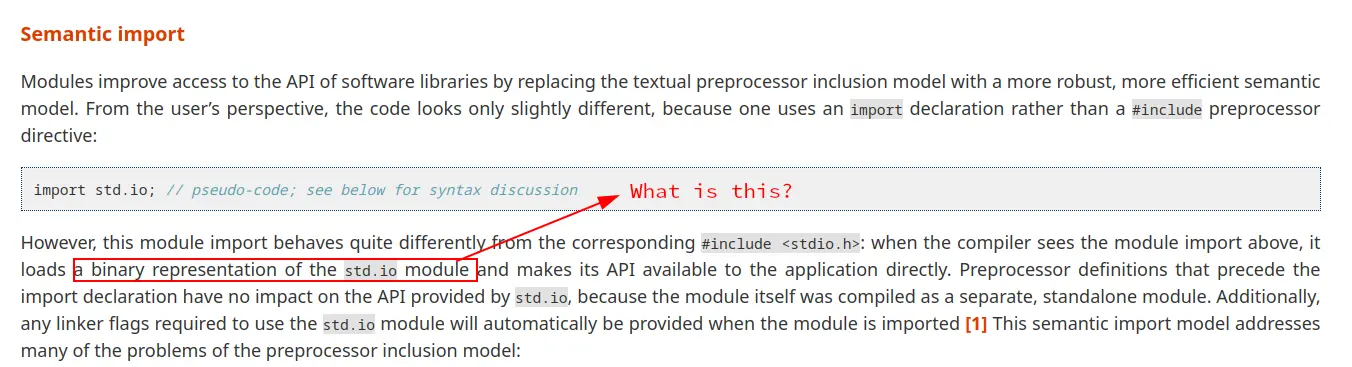 Semantic import
Modules improve access to the API of software libraries by replacing the textual preprocessor inclusion model with a more robust, more efficient semantic
model. From the user’s perspective, the code looks only slightly different, because one uses an import declaration rather than a #include preprocessor
directive:
import std.io; // pseudo-code; see below for syntax discussion What is this?
However, this module import behaves quite differently from the corresponding #include <stdio.h>: when the compiler sees the module import above, it
loads a binary representation of the std.io module and makes its API available to the application directly. Preprocessor definitions that precede the
import declaration have no impact on the API provided by std.io, because the module itself was compiled as a separate, standalone module. Additionally,
any linker flags required to use the std.io module will automatically be provided when the module is imported [1] This semantic import model addresses
many of the problems of the preprocessor inclusion model: